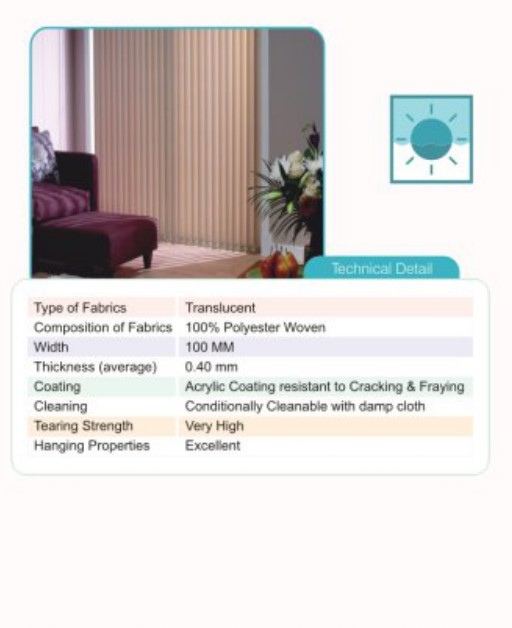 Technical Detail
Type of Fabrics Translucent
Composition of Fabrics 100% Polyester Woven
Width 100 MM
Thickness (average) 0.40 mm
Coating Acrylic Coating resistant to Cracking & Fraying
Cleaning Conditionally Cleanable with damp cloth
Tearing Strength Very High
Hanging Properties Excellent